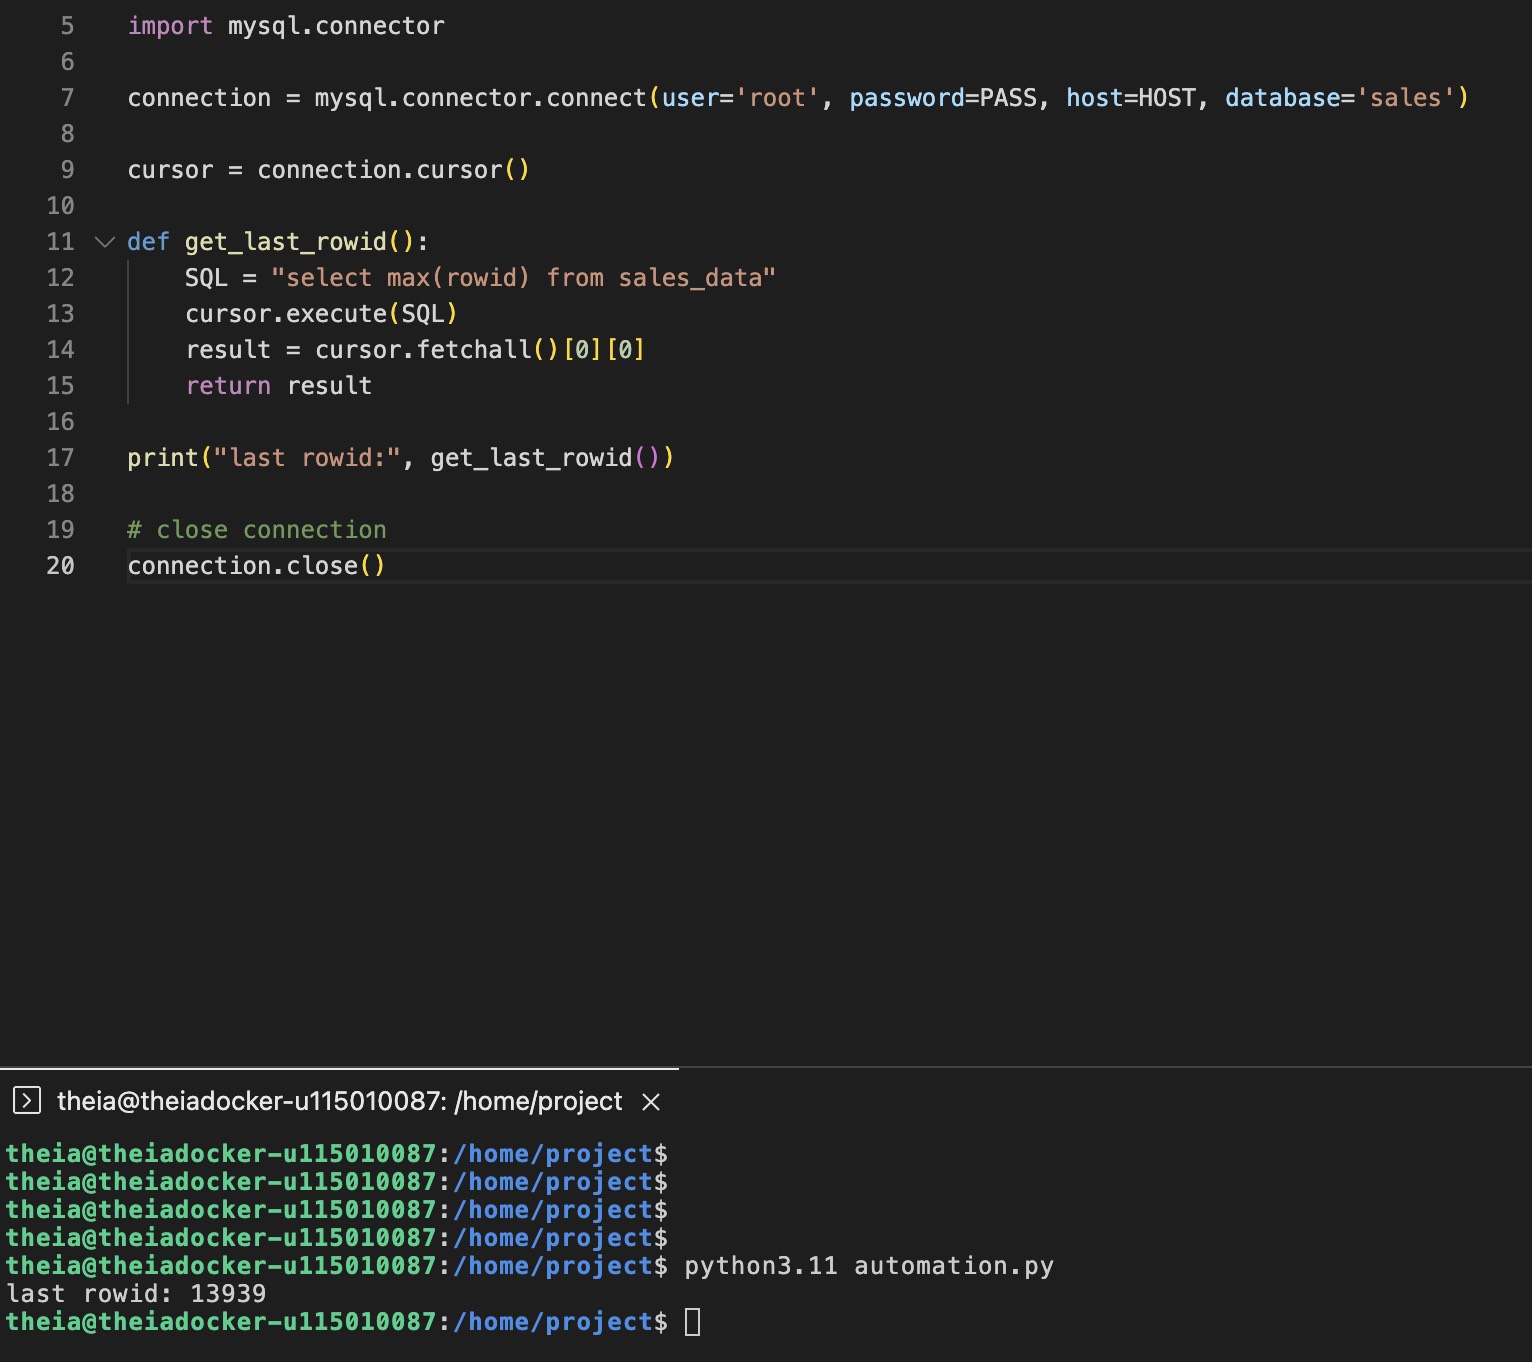 5 import mysql.connector
6
7 connection = mysql.connector.connect(user='root', password=PASS, host=HOST, database='sales')
8
9 cursor = connection.cursor()
10
11 def get_last_rowid():
12     SQL = "select max(rowid) from sales_data"
13     cursor.execute(SQL)
14     result = cursor.fetchall()[0][0]
15     return result
16
17 print("last rowid:", get_last_rowid())
18
19 # close connection
20 connection.close()
theia@theiadocker-u115010087: /home/project
theia@theiadocker-u115010087:/home/project$
theia@theiadocker-u115010087:/home/project$
theia@theiadocker-u115010087:/home/project$
theia@theiadocker-u115010087:/home/project$
theia@theiadocker-u115010087:/home/project$ python3.11 automation.py
last rowid: 13939
theia@theiadocker-u115010087:/home/project$